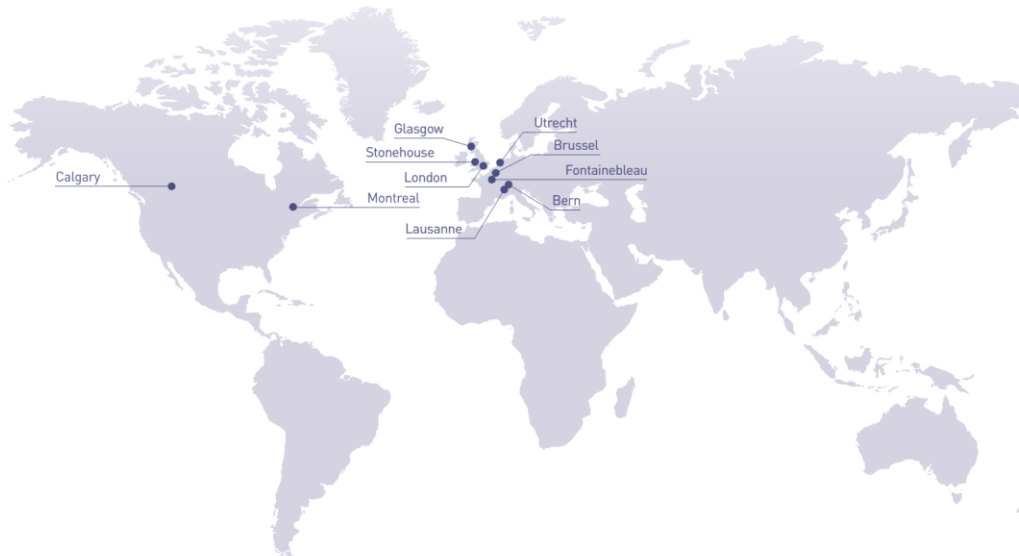 Glasgow
Utrecht
Stonehouse
Brussel
London
Fontainebleau
Calgary
Montreal
Bern
Lausanne